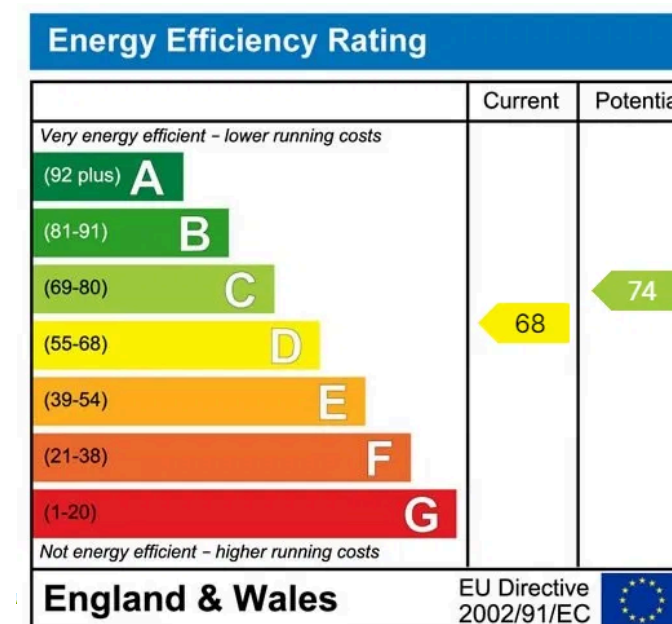 Energy Efficiency Rating
Current Potentia
Very energy efficient – lower running costs
(92 plus) A
(81-91) B
(69-80) C
74
(55-68) D
68
(39-54) E
(21-38) F
(1-20) G
Not energy efficient – higher running costs
England & Wales
EU Directive
2002/91/EC